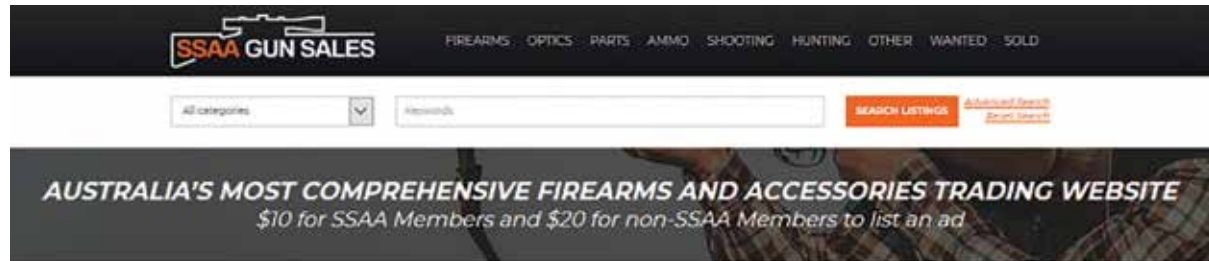 SSAA GUN SALES
FIREARMS OPTICS PARTS AMMO SHOOTING HUNTING OTHER WANTED SOLD
All categories Keywords SEARCH LISTINGS Advanced Search
Reset Search
AUSTRALIA'S MOST COMPREHENSIVE FIREARMS AND ACCESSORIES TRADING WEBSITE
$10 for SSAA Members and $20 for non-SSAA Members to list an ad